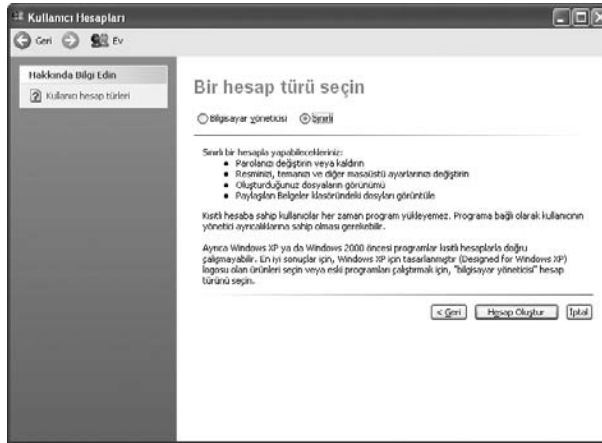 Kullanıcı Hesapları
Geri
Ev
Hakkında Bilgi Edin
Kullanıcı hesap türleri
Bir hesap türü seçin
Bilgisayar yöneticisi Sınırlı
Sınırlı bir hesapla yapabilecekleriniz:
• Parolanızı değiştirin veya kaldırın
• Resminizi, temanızı ve diğer masaüstü ayarlarınızı değiştirin
• Oluşturduğunuz dosyaların görünümü
• Paylaşılan Belgeler klasöründeki dosyları görüntüle
Kısıtlı hesaba sahip kullanıcılar her zaman program yükleyemez. Programa bağlı olarak kullanıcının
yönetici ayrıcalıklarına sahip olması gerekebilir.
Ayrıca Windows XP ya da Windows 2000 öncesi programlar kısıtlı hesaplarla doğru
çalışmayabilir. En iyi sonuçlar için, Windows XP için tasarlanmıştır (Designed for Windows XP)
logosu olan ürünleri seçin veya eski programları çalıştırmak için, "bilgisayar yöneticisi" hesap
türünü seçin.
< Geri Hesap Oluştur İptal